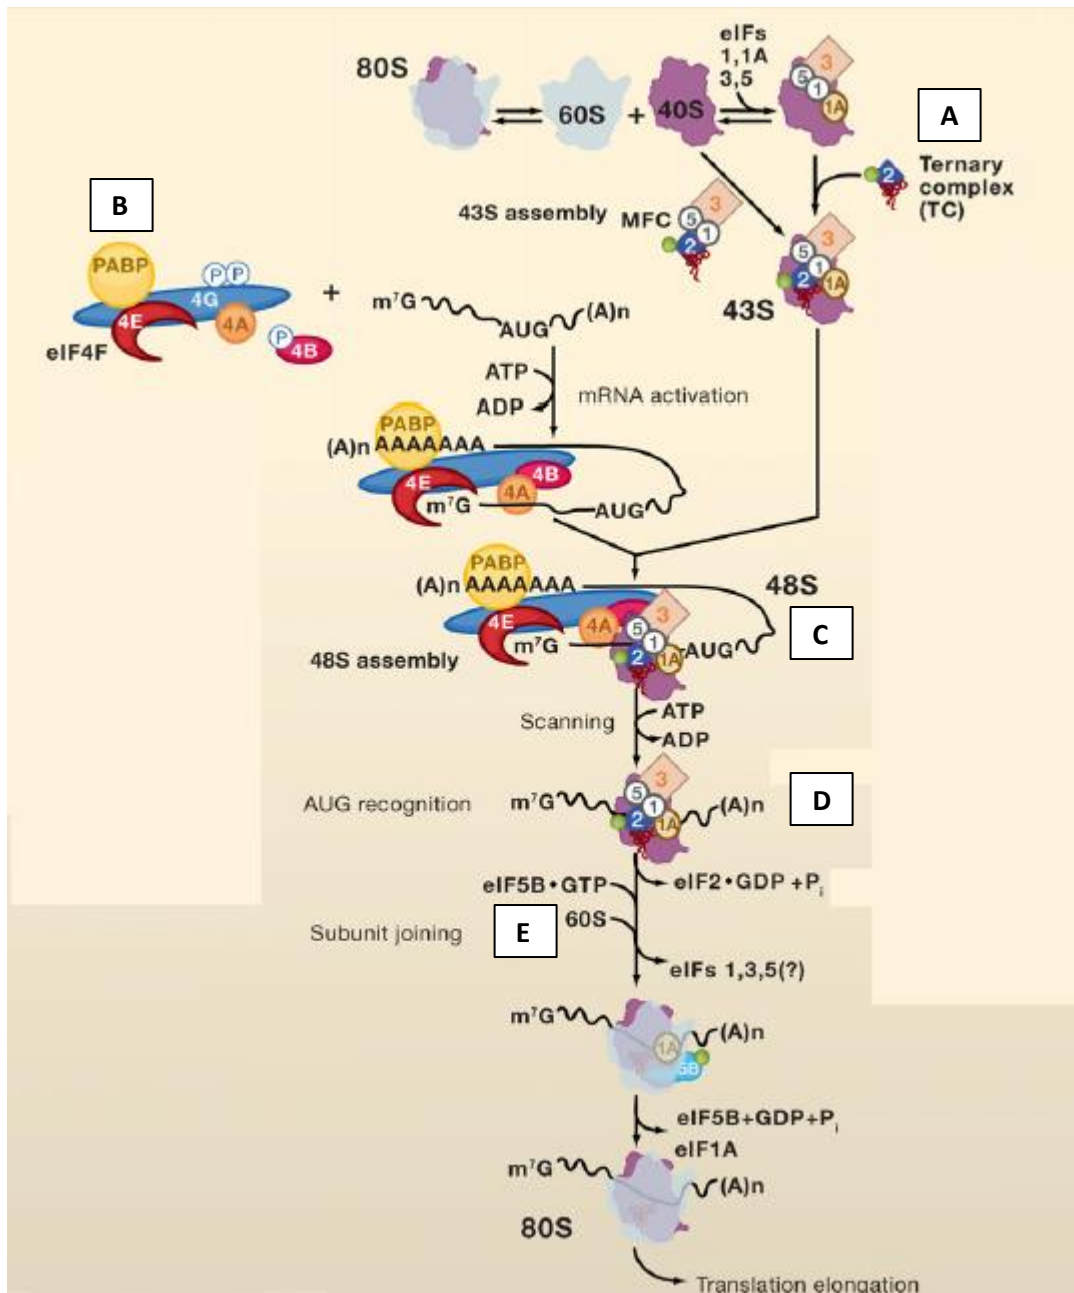 80S
60S
+
40S
eIFs
1,1A
3,5
3
5
1
1A
A
2
Ternary
complex
(TC)
43S assembly
MFC
3
5
1
2
3
5
1
2
1A
43S
B
PABP
P
P
4G
4E
4A
eIF4F
P
4B
+
m⁷G
AUG
(A)n
ATP
ADP
mRNA activation
PABP
(A)n AAAAAAA
4E
4B
4A
m⁷G
AUG
PABP
(A)n AAAAAAA
48S
4E
4A
3
5
1
2
1A
m⁷G
AUG
C
48S assembly
Scanning
ATP
ADP
AUG recognition
m⁷G
3
5
1
2
1A
(A)n
D
eIF2•GDP +Pi
eIF5B•GTP
60S
E
Subunit joining
eIFs 1,3,5(?)
m⁷G
1A
5B
(A)n
eIF5B+GDP+Pi
eIF1A
m⁷G
(A)n
80S
Translation elongation